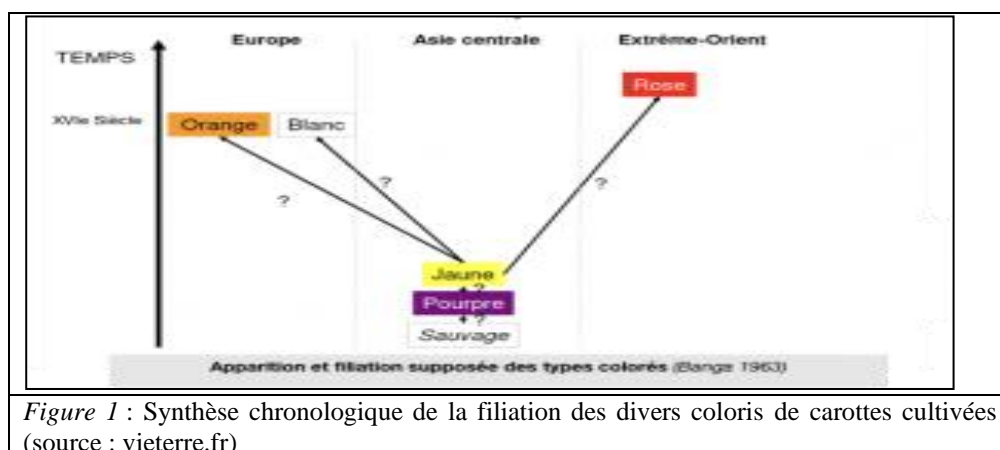 Europe Asie centrale Extrême-Orient
TEMPS
Rose
XVIe Siècle Orange Blanc
?
?
?
Jaune
?
Pourpre
?
Sauvage
Apparition et filiation supposée des types colorés (Banga 1963)
Figure 1 : Synthèse chronologique de la filiation des divers coloris de carottes cultivées
(source : vieterre.fr)